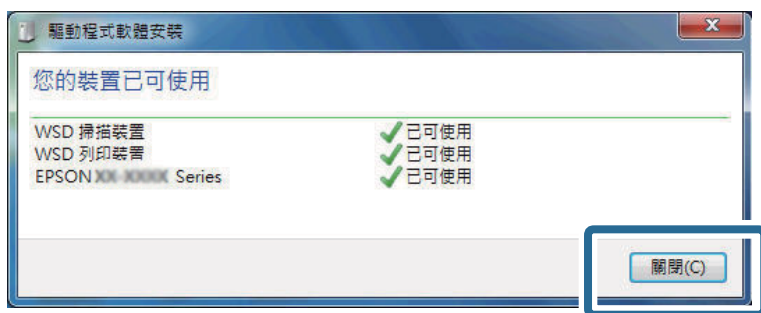 驅動程式軟體安裝
您的裝置已可使用
WSD 掃描裝置 已可使用
WSD 列印裝置 已可使用
EPSON Series 已可使用
關閉(C)